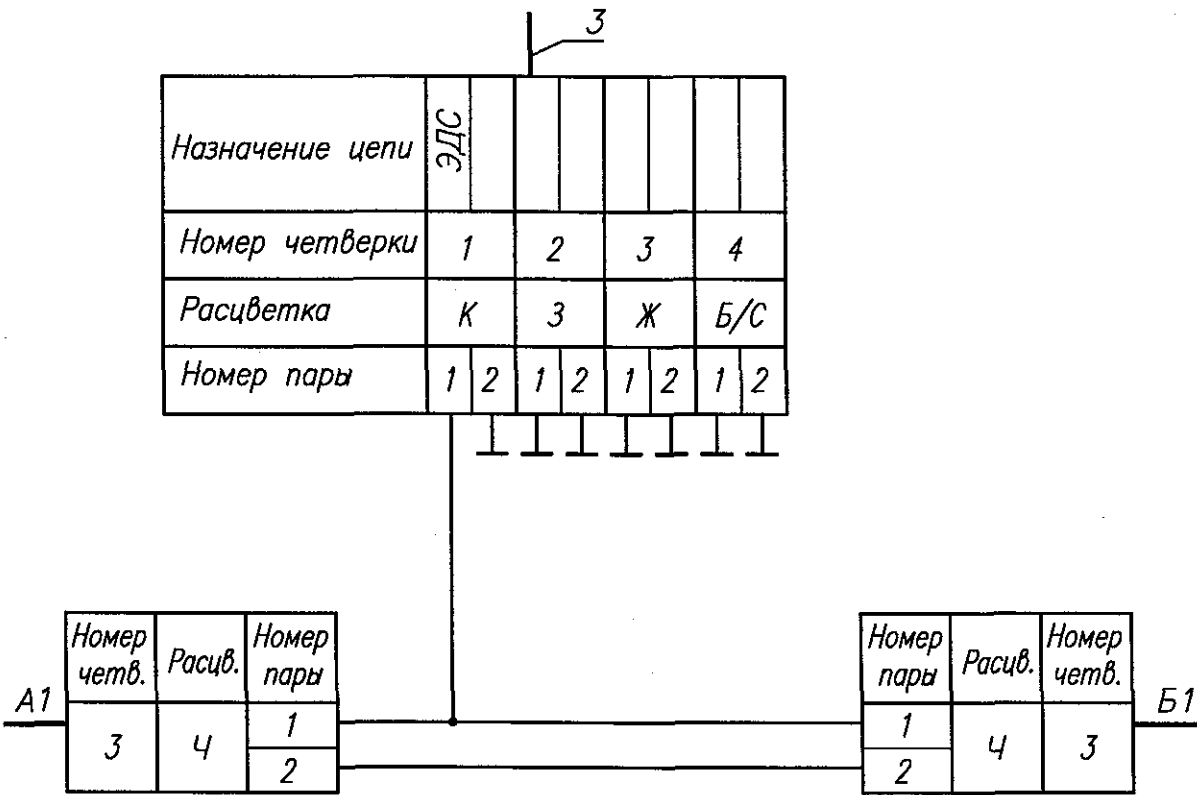 3
Назначение цепи ЭДС
Номер четверки 1 2 3 4
Расцветка К З Ж Б/С
Номер пары 1 2 1 2 1 2 1 2
А1
Номер четв. Расцв. Номер пары
3 Ч 1
2
Номер пары Расцв. Номер четв.
1 Ч 3
2
Б1